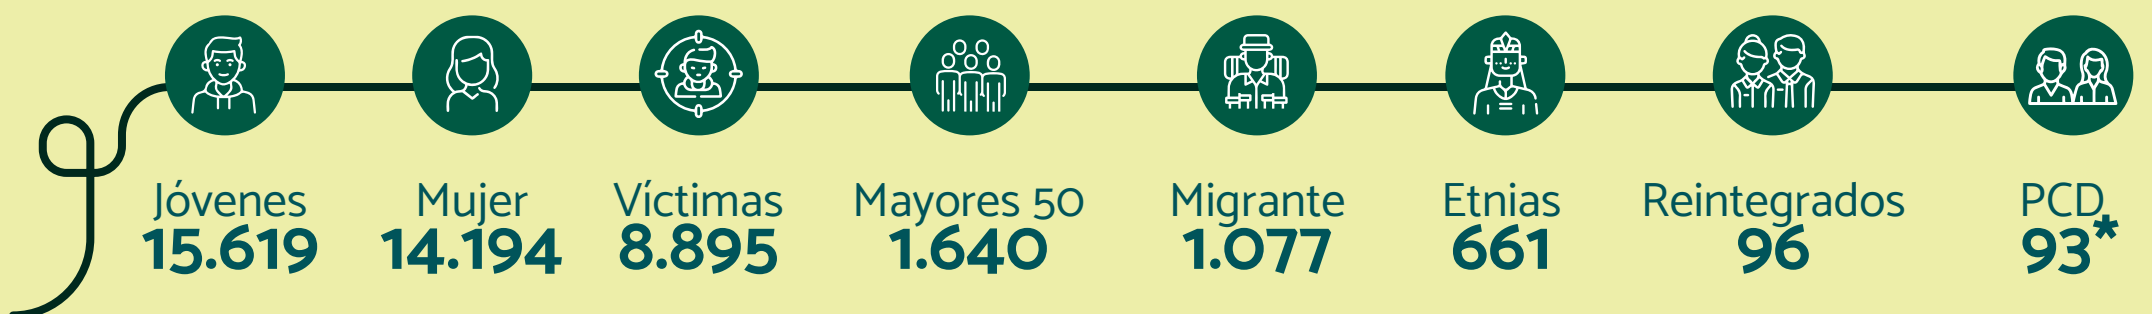 Jóvenes
15.619
Mujer
14.194
Víctimas
8.895
Mayores 50
1.640
Migrante
1.077
Etnias
661
Reintegrados
96
PCD
93*